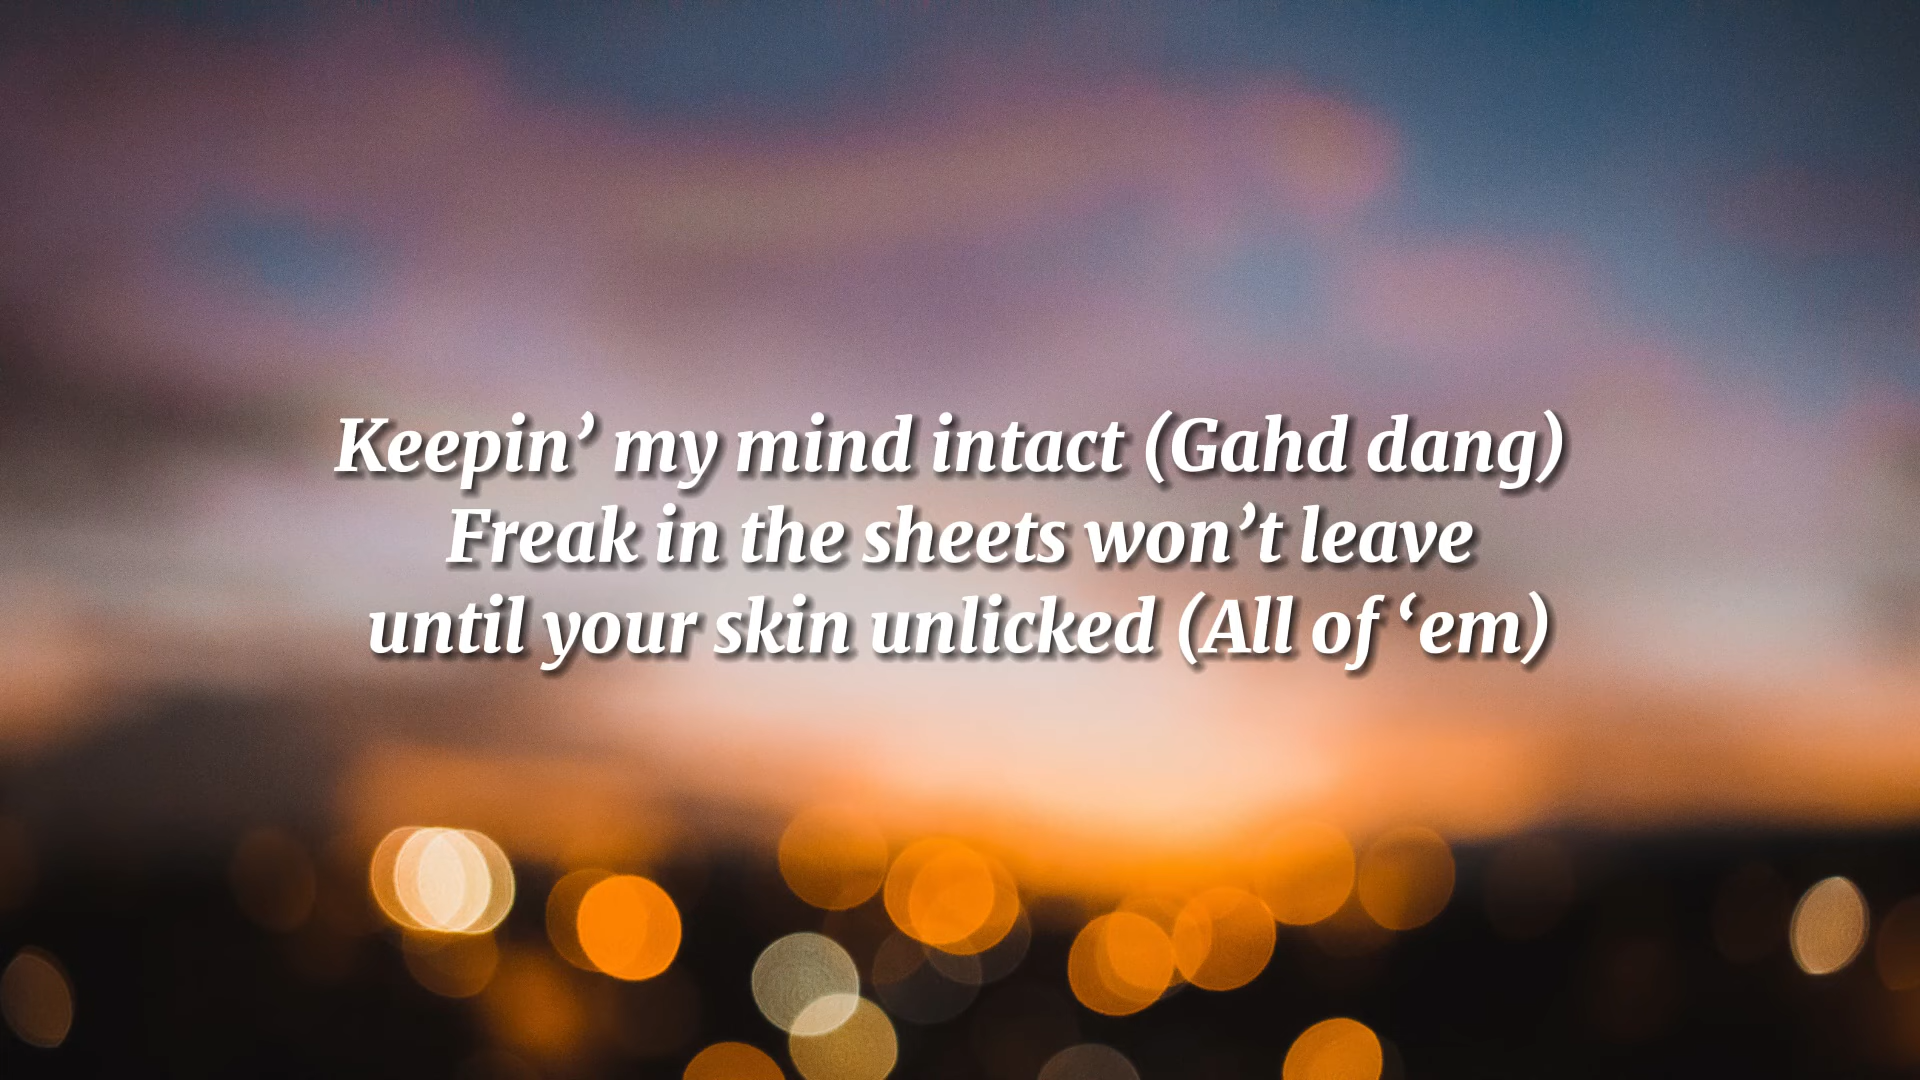 Keepin’ my mind intact (Gahd dang)
Freak in the sheets won’t leave
until your skin unlicked (All of ‘em)